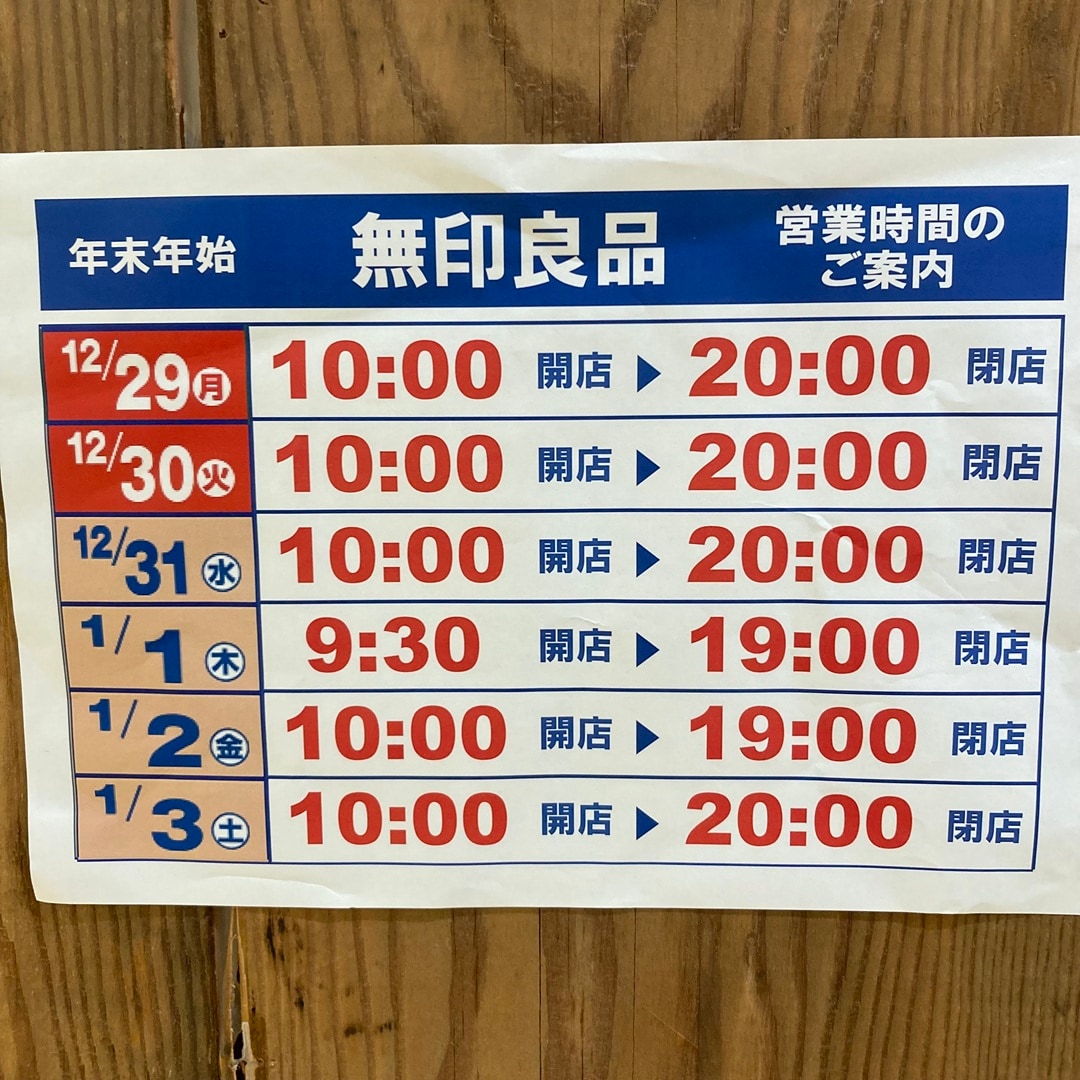 年末年始 無印良品 営業時間の
ご案内
12/29㊊ 10:00 開店 ▶ 20:00 閉店
12/30㊋ 10:00 開店 ▶ 20:00 閉店
12/31㊌ 10:00 開店 ▶ 20:00 閉店
1/1㊍ 9:30 開店 ▶ 19:00 閉店
1/2㊎ 10:00 開店 ▶ 19:00 閉店
1/3㊏ 10:00 開店 ▶ 20:00 閉店